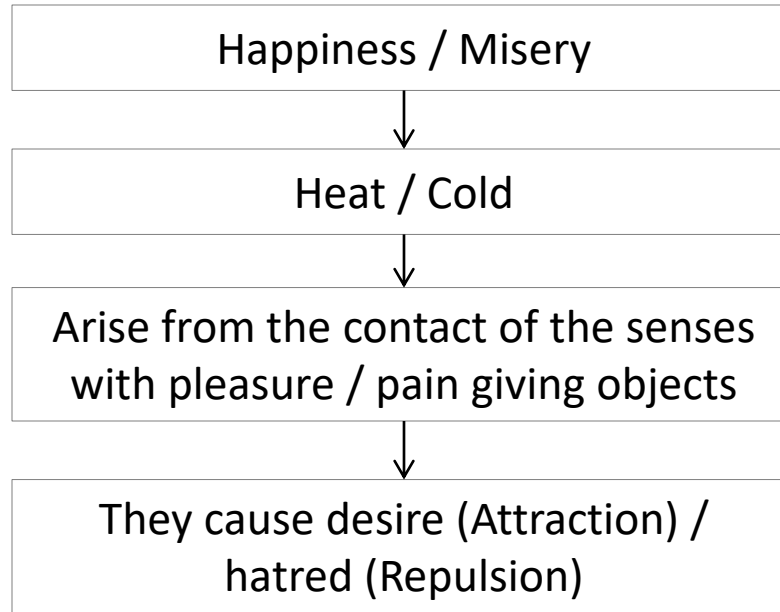 Happiness / Misery
Heat / Cold
Arise from the contact of the senses
with pleasure / pain giving objects
They cause desire (Attraction) /
hatred (Repulsion)